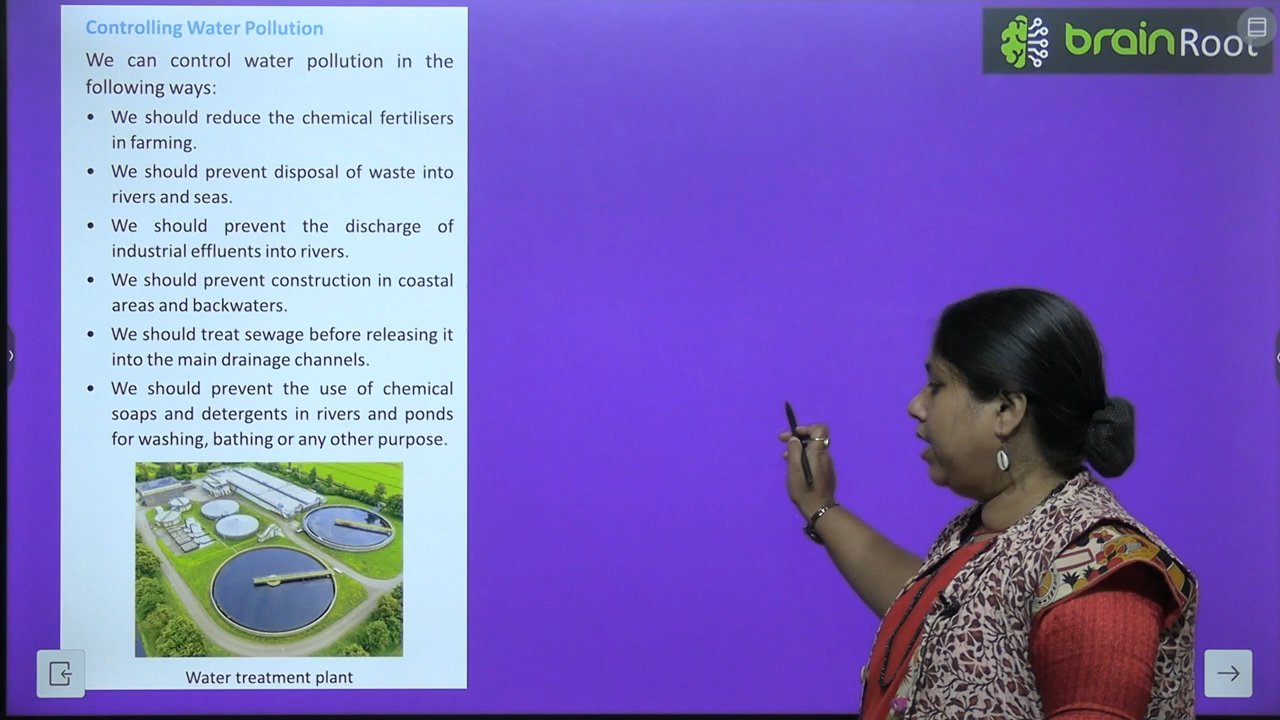 Controlling Water Pollution
We can control water pollution in the
following ways:
• We should reduce the chemical fertilisers
in farming.
• We should prevent disposal of waste into
rivers and seas.
• We should prevent the discharge of
industrial effluents into rivers.
• We should prevent construction in coastal
areas and backwaters.
• We should treat sewage before releasing it
into the main drainage channels.
• We should prevent the use of chemical
soaps and detergents in rivers and ponds
for washing, bathing or any other purpose.
Water treatment plant
brainRoot